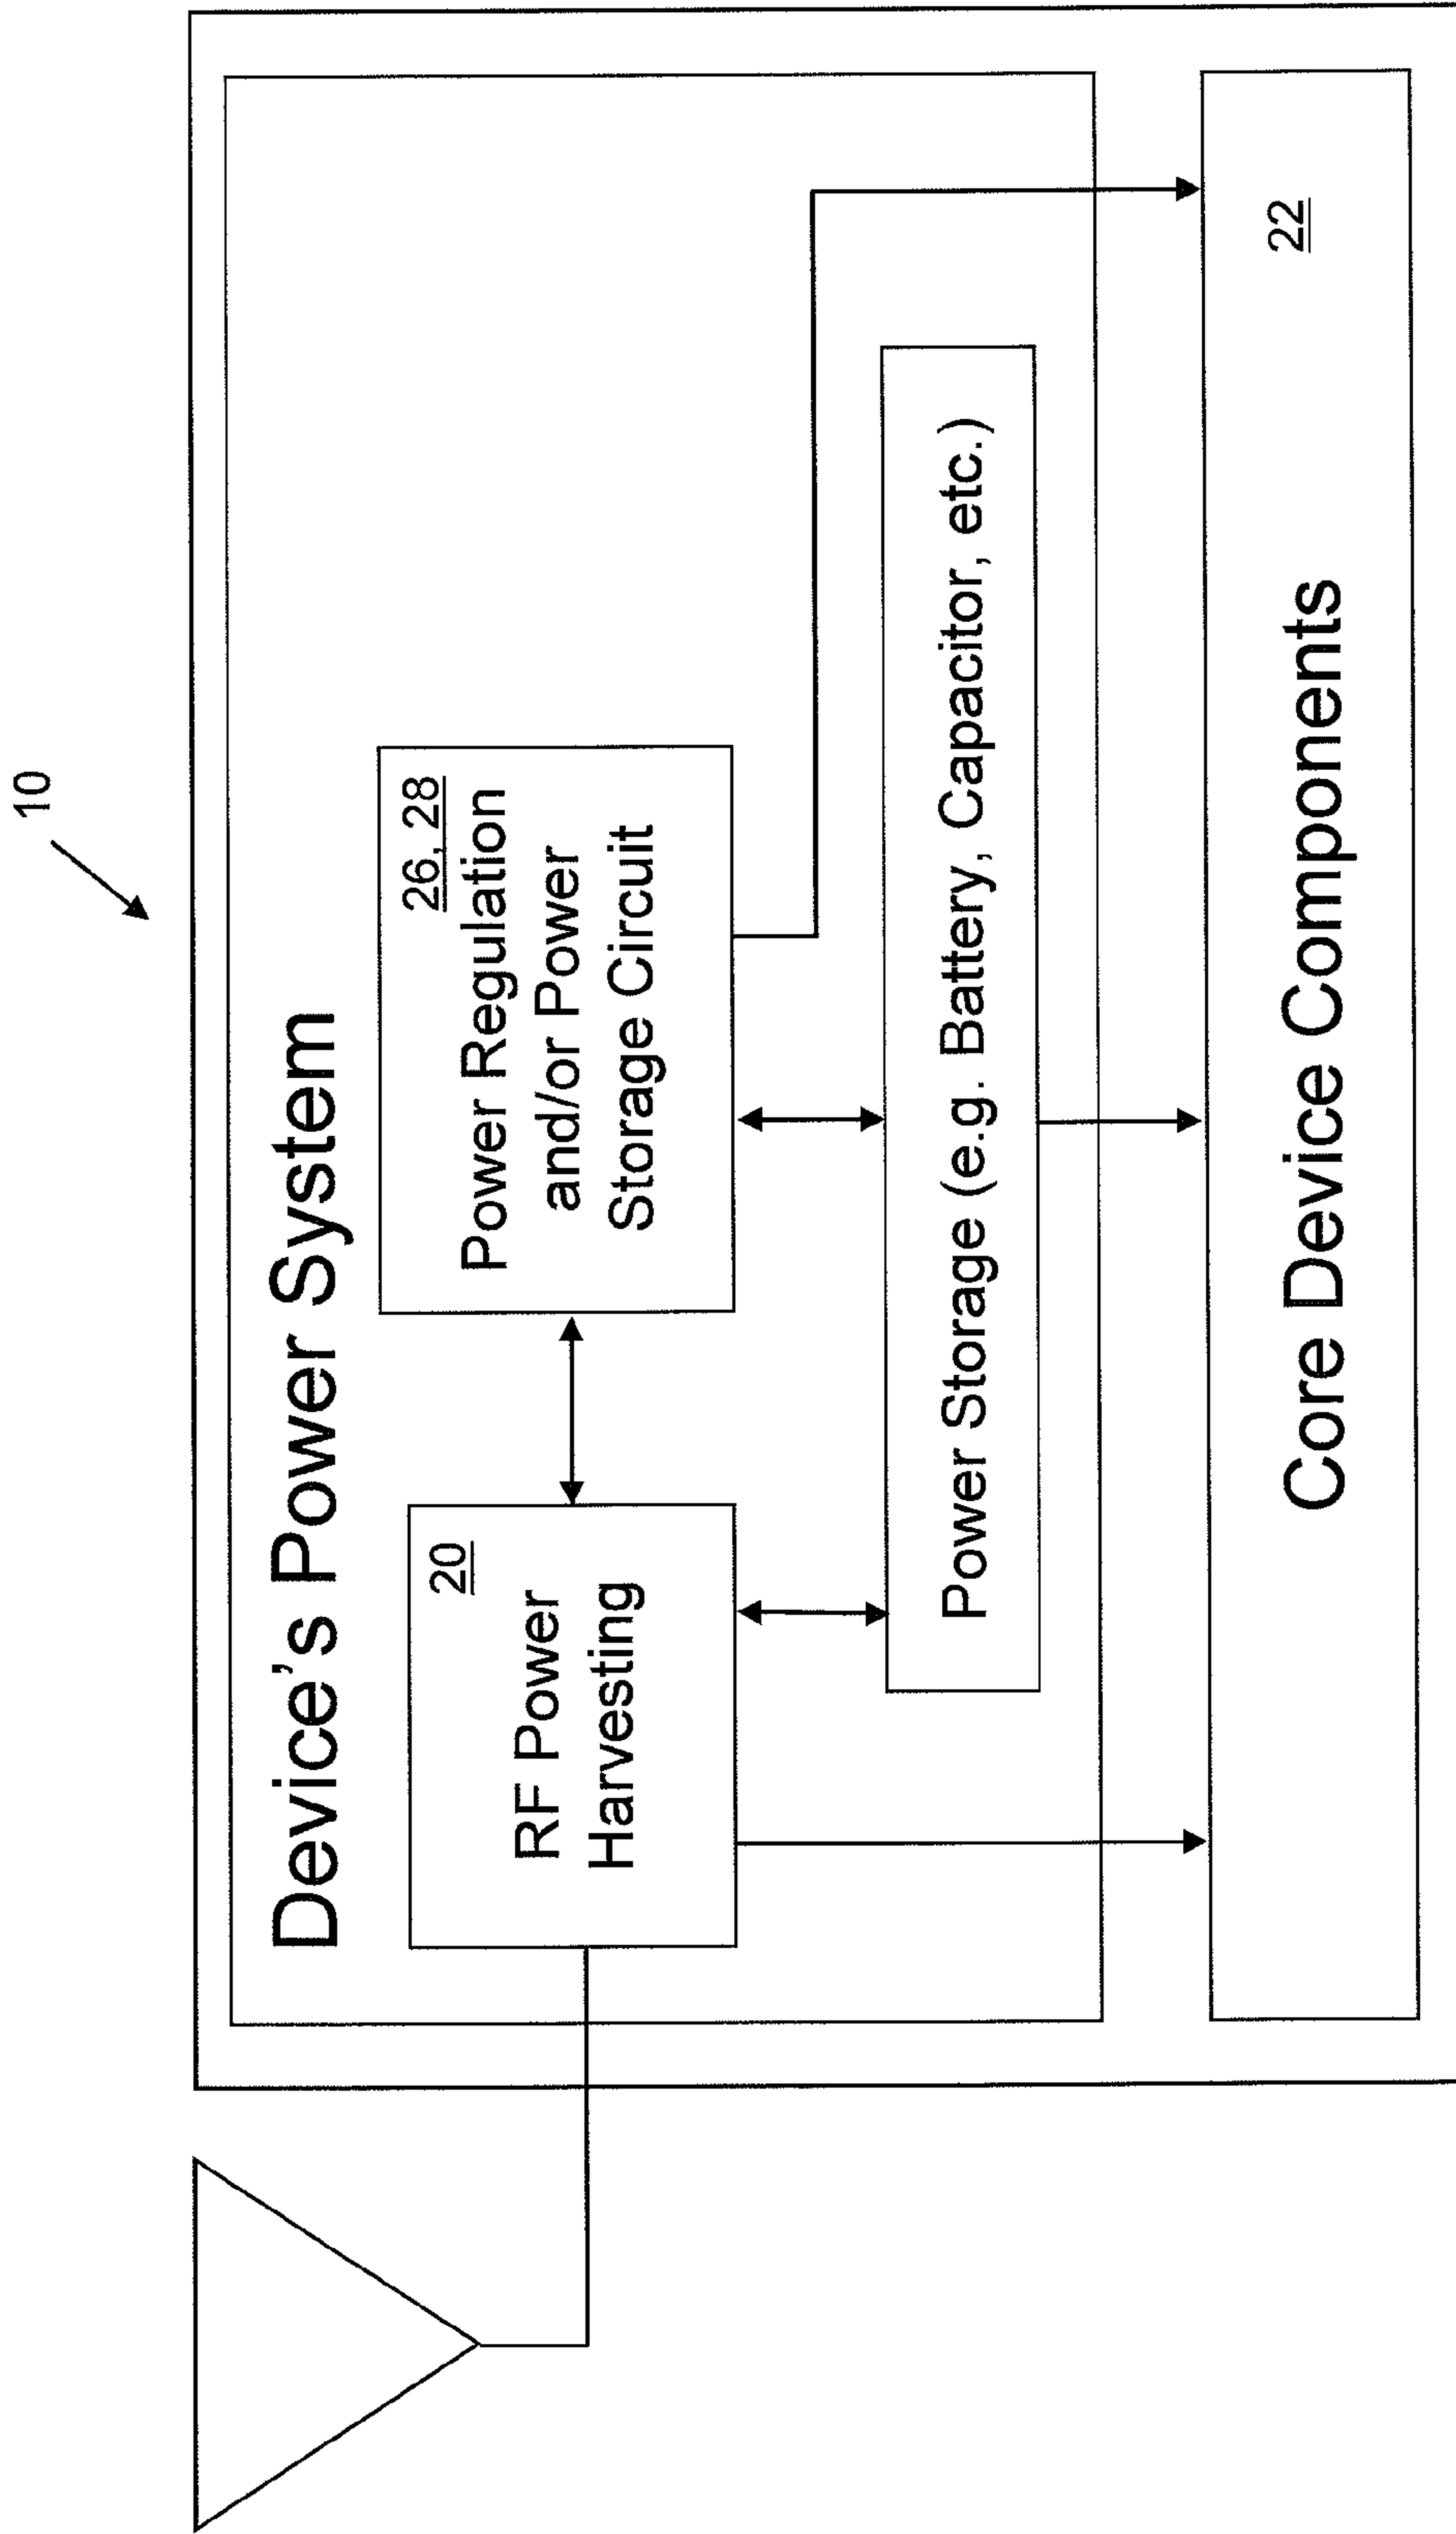 10
Device's Power System
20
RF Power
Harvesting
26, 28
Power Regulation
and/or Power
Storage Circuit
Power Storage (e.g. Battery, Capacitor, etc.)
22
Core Device Components